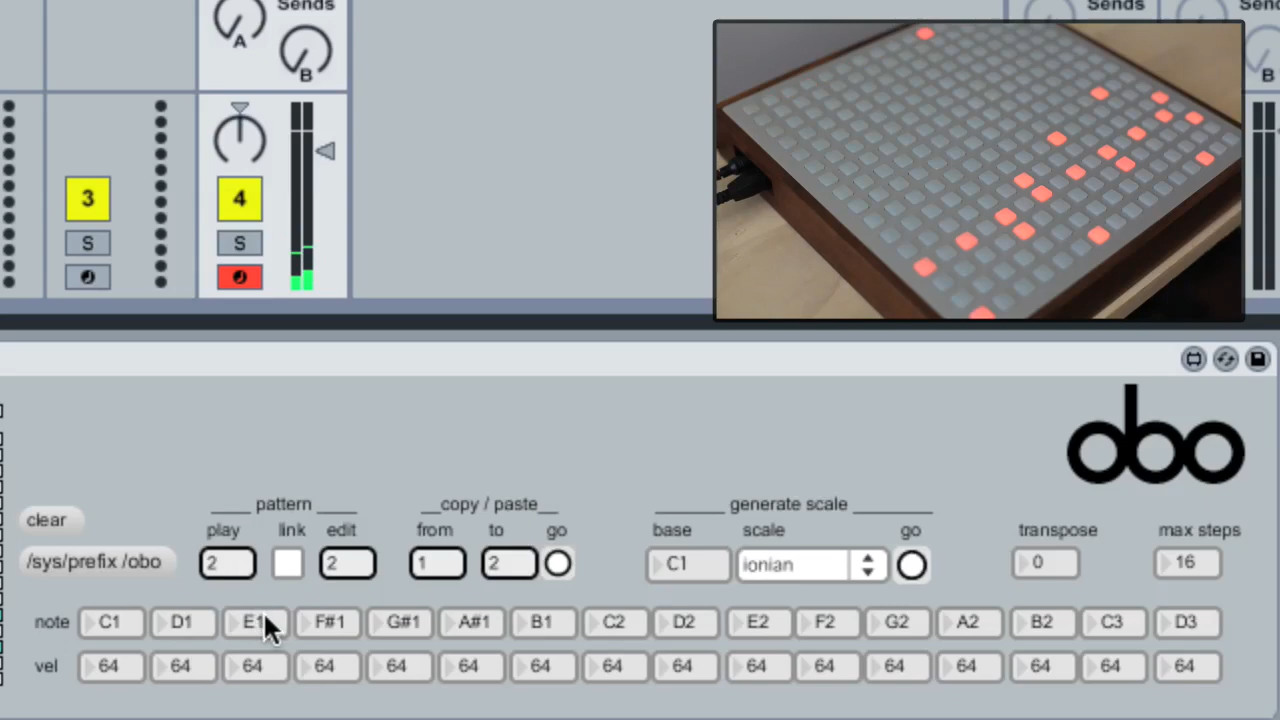 Sends
A
B
Sends
Sen
B
3
4
S
S
obo
clear
pattern
copy / paste
generate scale
play
link
edit
from
to
go
base
scale
go
transpose
max steps
/sys/prefix /obo
2
2
1
2
C1
ionian
0
16
note C1 D1 E1 F#1 G#1 A#1 B1 C2 D2 E2 F2 G2 A2 B2 C3 D3
vel 64 64 64 64 64 64 64 64 64 64 64 64 64 64 64 64